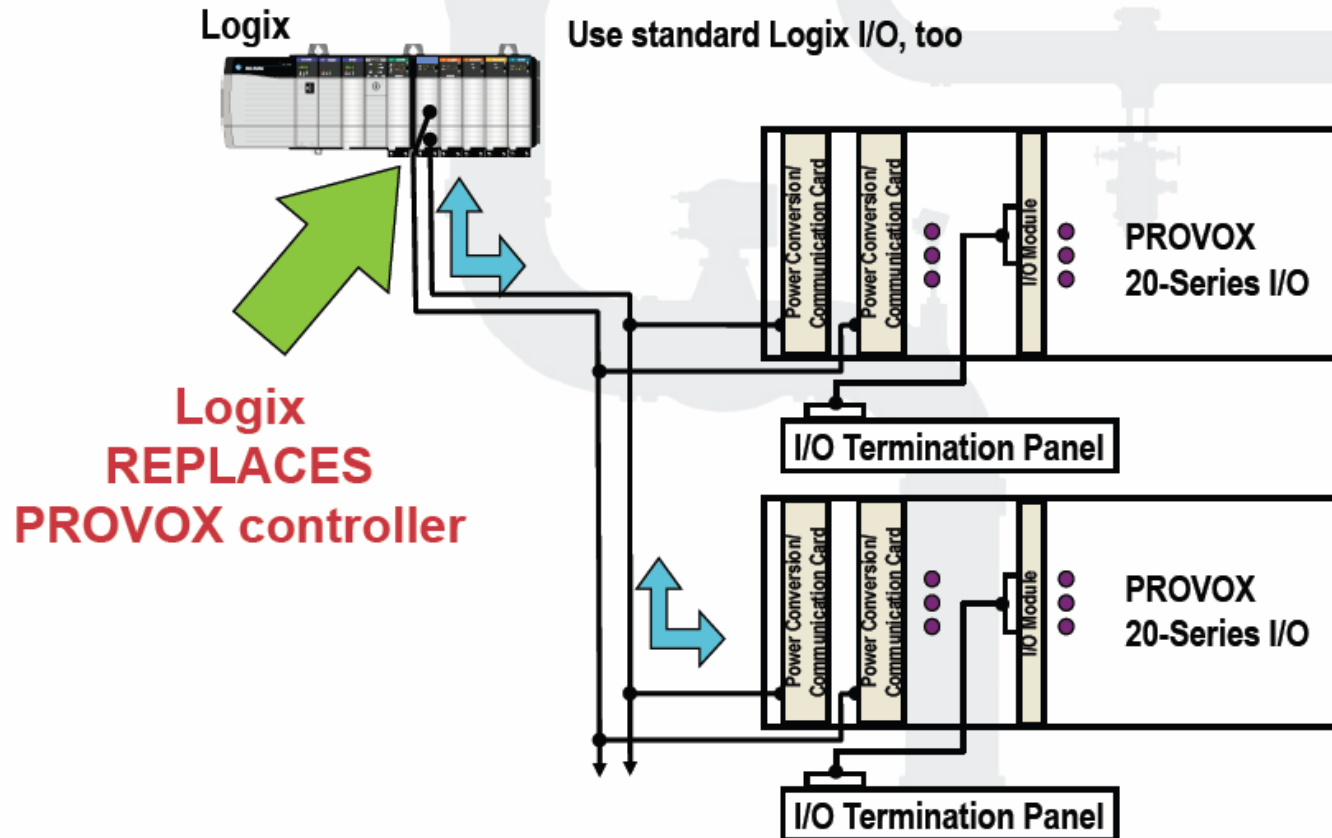 Logix
Use standard Logix I/O, too
Power Conversion/
Communication Card
Power Conversion/
Communication Card
I/O Module
PROVOX
20-Series I/O
I/O Termination Panel
Logix
REPLACES
PROVOX controller
Power Conversion/
Communication Card
Power Conversion/
Communication Card
I/O Module
PROVOX
20-Series I/O
I/O Termination Panel